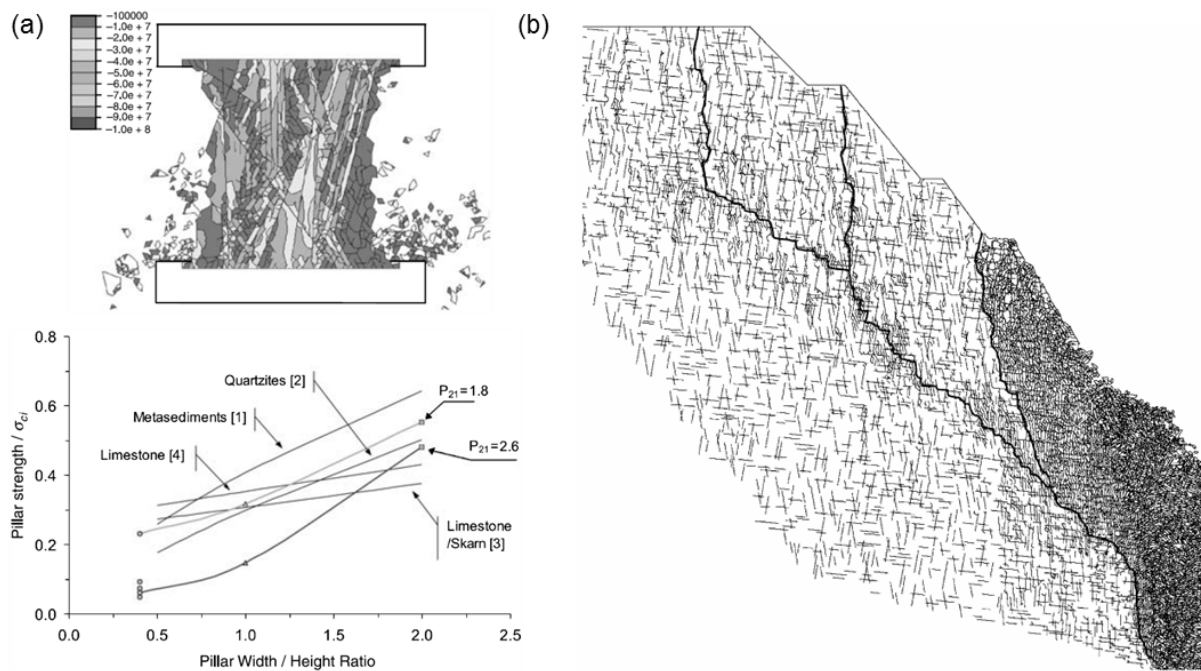 (a)
−100000
−1.0e + 7
−2.0e + 7
−3.0e + 7
−4.0e + 7
−5.0e + 7
−6.0e + 7
−7.0e + 7
−8.0e + 7
−9.0e + 7
−1.0e + 8
(b)
Pillar strength / σci
0.8
0.6
0.4
0.2
0.0
Quartzites [2]
Metasediments [1]
Limestone [4]
P21=1.8
P21=2.6
Limestone
/Skarn [3]
0.0
0.5
1.0
1.5
2.0
2.5
Pillar Width / Height Ratio